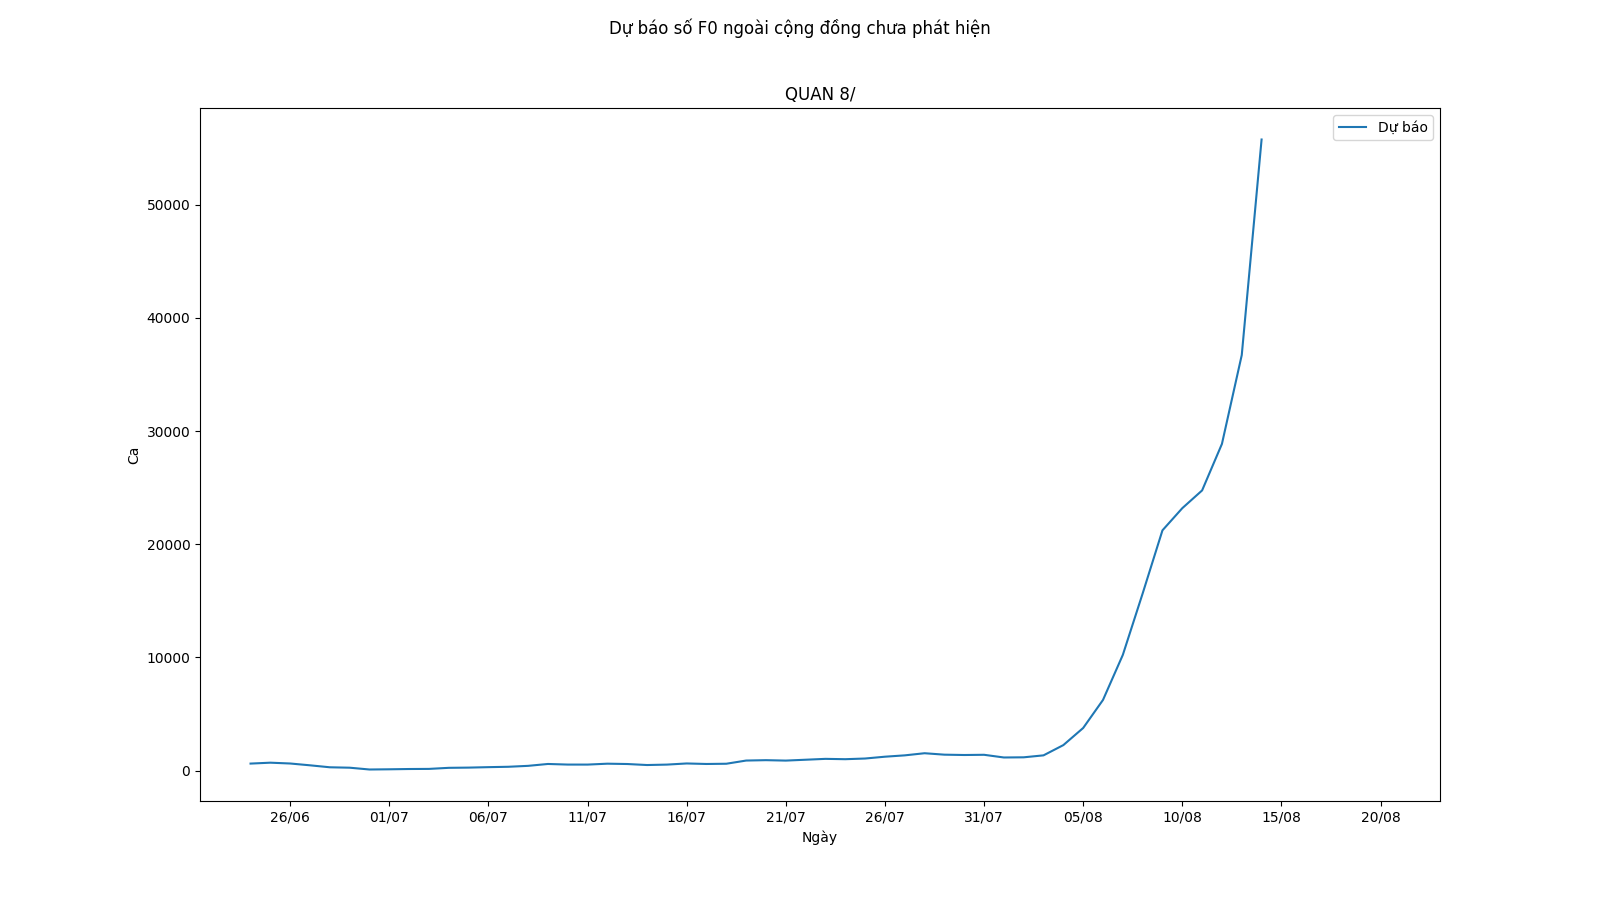 Dự báo số F0 ngoài cộng đồng chưa phát hiện
QUAN 8/
Dự báo
50000
40000
30000
20000
10000
0
Ca
26/06 01/07 06/07 11/07 16/07 21/07 26/07 31/07 05/08 10/08 15/08 20/08
Ngày